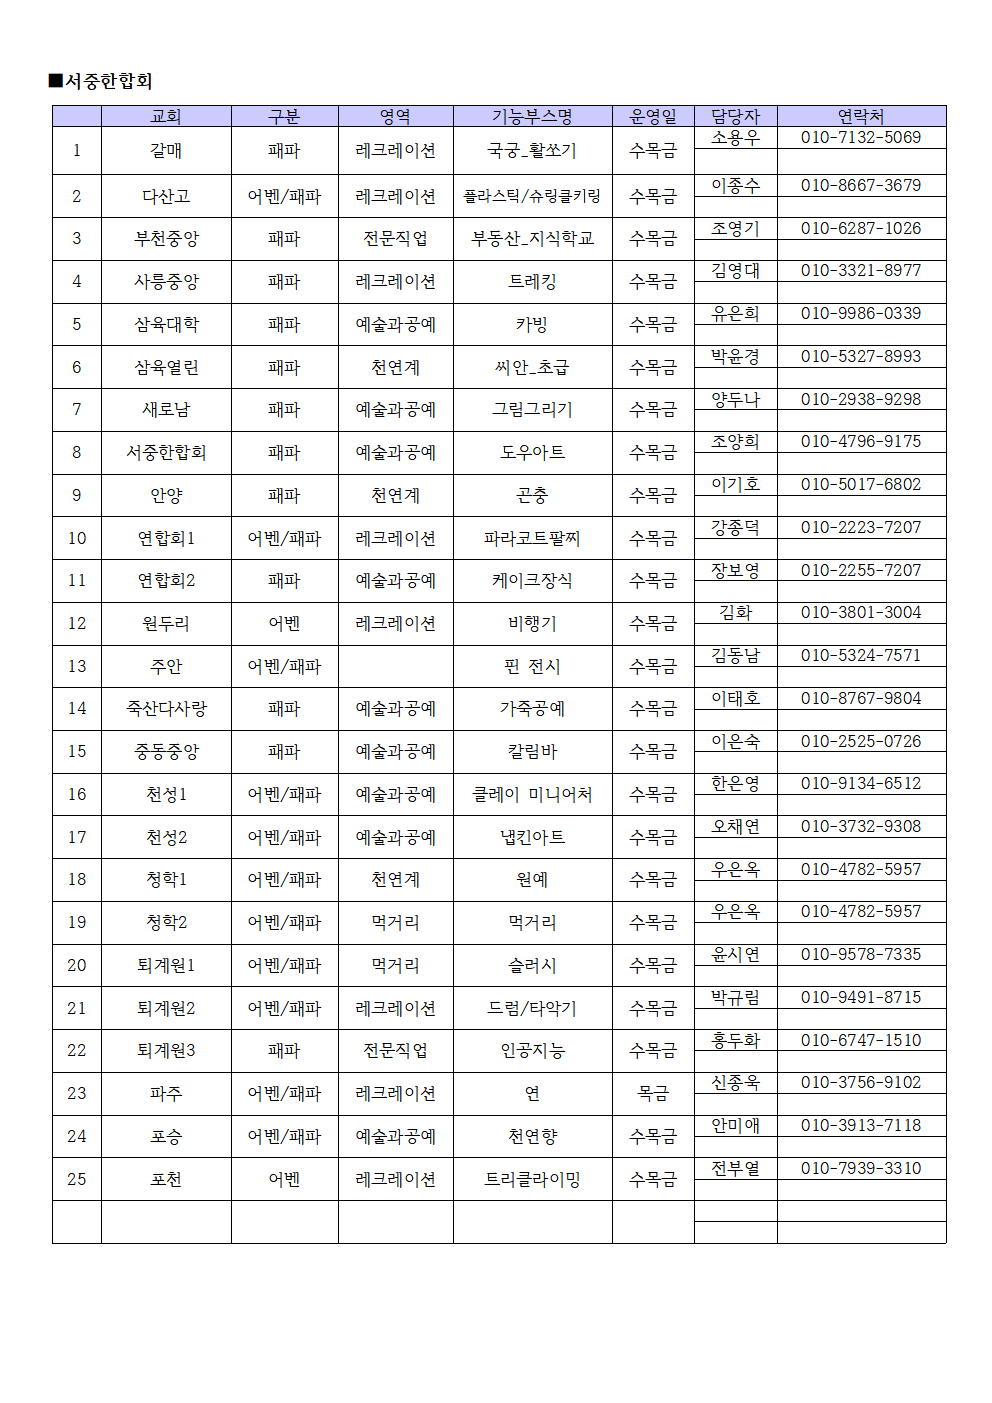 ■서중한합회
교회 구분 영역 기능부스명 운영일 담당자 연락처
1 갈매 패파 레크레이션 국궁_활쏘기 수목금 소용우 010-7132-5069
2 다산고 어벤/패파 레크레이션 플라스틱/슈링클키링 수목금 이종수 010-8667-3679
3 부천중앙 패파 전문직업 부동산_지식학교 수목금 조영기 010-6287-1026
4 사릉중앙 패파 레크레이션 트레킹 수목금 김영대 010-3321-8977
5 삼육대학 패파 예술과공예 카빙 수목금 유은희 010-9986-0339
6 삼육열린 패파 천연계 씨안_초급 수목금 박윤경 010-5327-8993
7 새로남 패파 예술과공예 그림그리기 수목금 양두나 010-2938-9298
8 서중한합회 패파 예술과공예 도우아트 수목금 조양희 010-4796-9175
9 안양 패파 천연계 곤충 수목금 이기호 010-5017-6802
10 연합회1 어벤/패파 레크레이션 파라코트팔찌 수목금 강종덕 010-2223-7207
11 연합회2 패파 예술과공예 케이크장식 수목금 장보영 010-2255-7207
12 원두리 어벤 레크레이션 비행기 수목금 김화 010-3801-3004
13 주안 어벤/패파 핀 전시 수목금 김동남 010-5324-7571
14 죽산다사랑 패파 예술과공예 가죽공예 수목금 이태호 010-8767-9804
15 중동중앙 패파 예술과공예 칼림바 수목금 이은숙 010-2525-0726
16 천성1 어벤/패파 예술과공예 클레이 미니어처 수목금 한은영 010-9134-6512
17 천성2 어벤/패파 예술과공예 냅킨아트 수목금 오채연 010-3732-9308
18 청학1 어벤/패파 천연계 원예 수목금 우은옥 010-4782-5957
19 청학2 어벤/패파 먹거리 먹거리 수목금 우은옥 010-4782-5957
20 퇴계원1 어벤/패파 먹거리 슬러시 수목금 윤시연 010-9578-7335
21 퇴계원2 어벤/패파 레크레이션 드럼/타악기 수목금 박규림 010-9491-8715
22 퇴계원3 패파 전문직업 인공지능 수목금 홍두화 010-6747-1510
23 파주 어벤/패파 레크레이션 연 목금 신종욱 010-3756-9102
24 포승 어벤/패파 예술과공예 천연향 수목금 안미애 010-3913-7118
25 포천 어벤 레크레이션 트리클라이밍 수목금 전부열 010-7939-3310